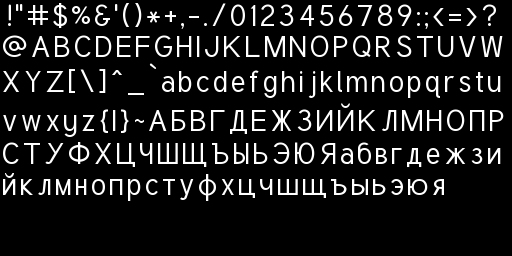 !"#$%&'()*+,-./0123456789:;<=>?
@ABCDEFGHIJKLMNOPQRSTUVW
XYZ[\]^_`abcdefghijklmnopqrstu
vwxyz{|}~АБВГДЕЖЗИЙКЛМНОПР
СТУФХЦЧШЩЪЫЬЭЮЯабвгдежзи
йклмнопрстуфхцчшщъыьэюя